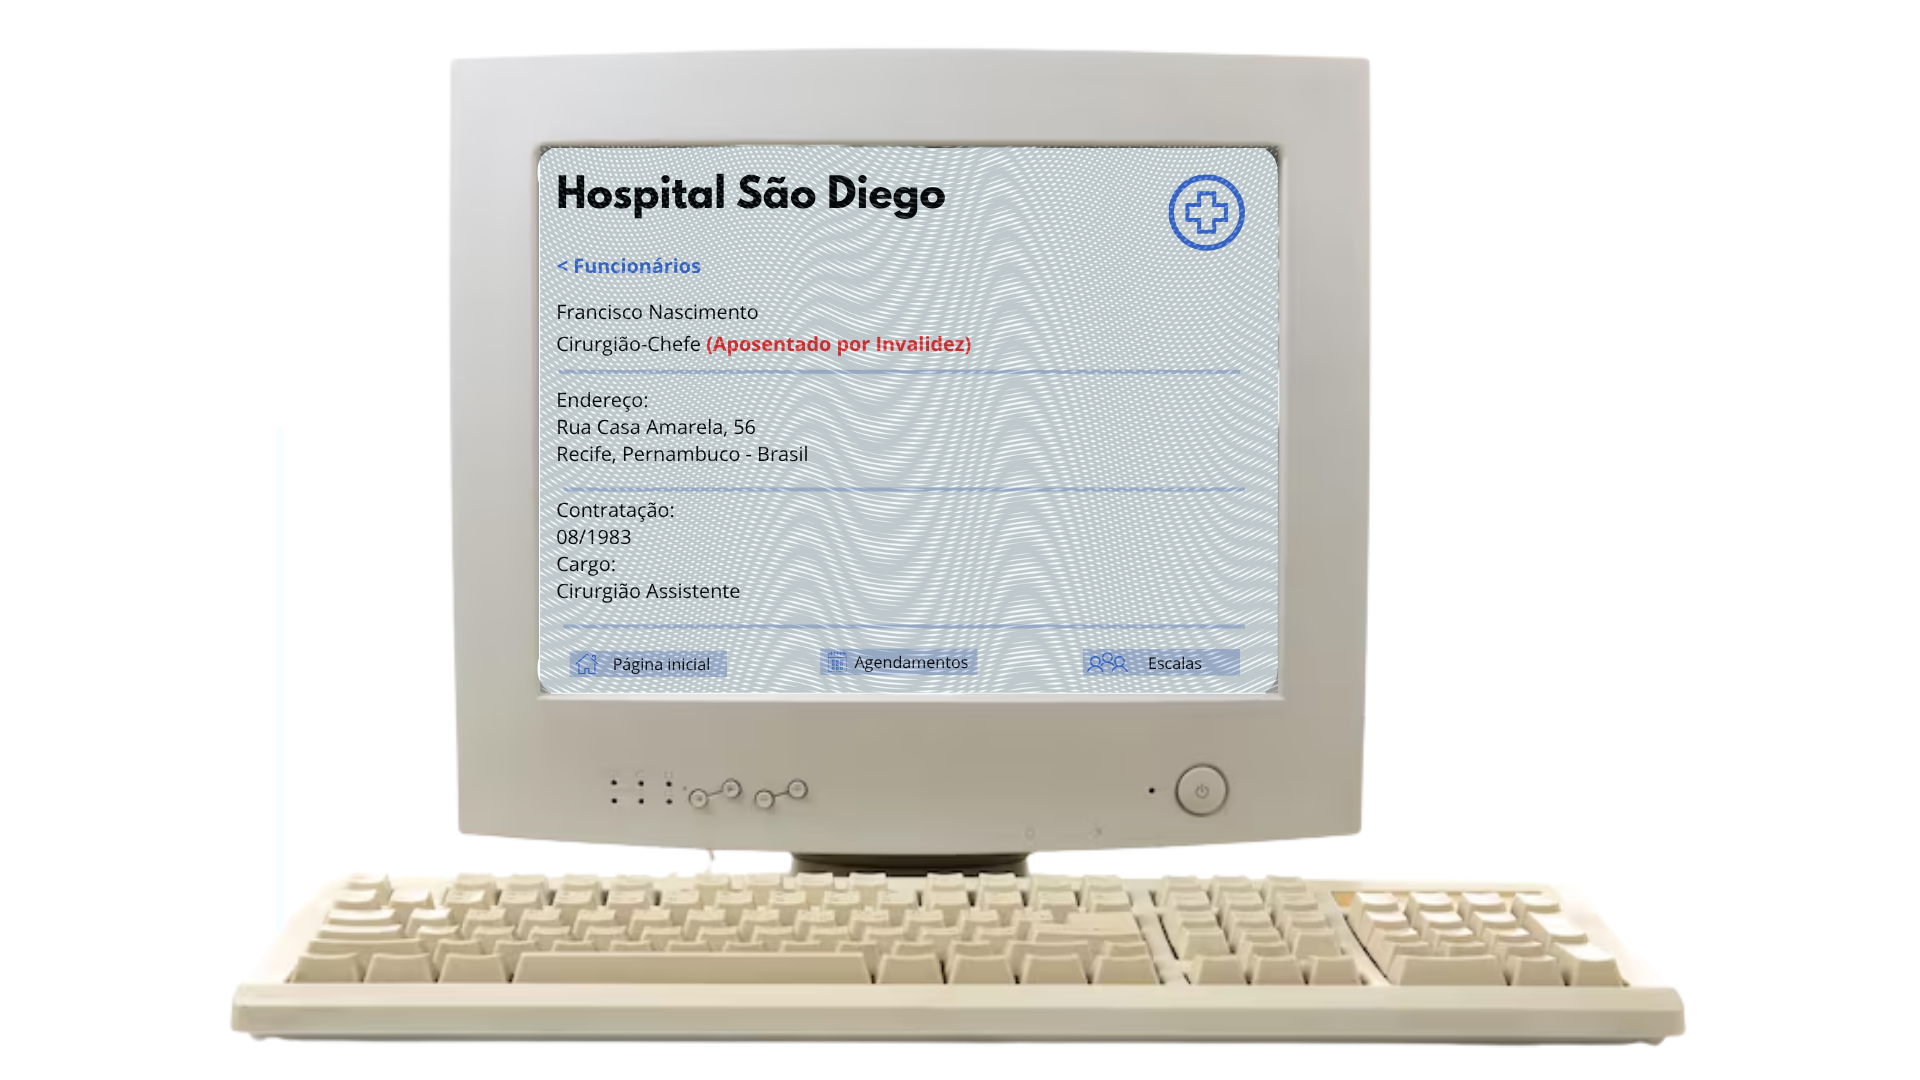 Hospital São Diego
< Funcionários
Francisco Nascimento
Cirurgião-Chefe (Aposentado por Invalidez)
Endereço:
Rua Casa Amarela, 56
Recife, Pernambuco - Brasil
Contratação:
08/1983
Cargo:
Cirurgião Assistente
Página inicial
Agendamentos
Escalas